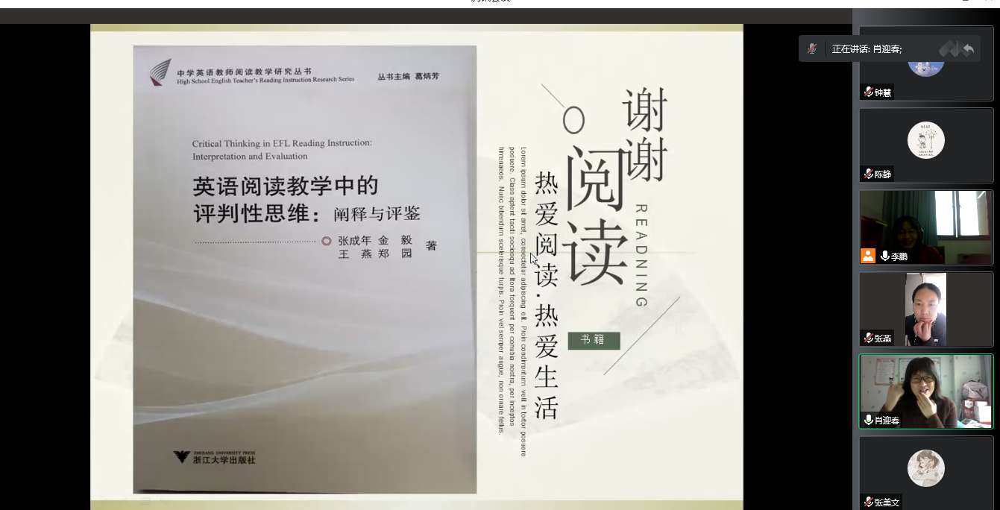 正在讲话: 肖迎春;
中学英语教师阅读教学研究丛书
High School English Teacher's Reading Instruction Research Series
丛书主编 葛炳芳
Critical Thinking in EFL Reading Instruction:
Interpretation and Evaluation
英语阅读教学中的
评判性思维：阐释与评鉴
张成年 金 毅
王 燕 郑 园
著
ZHEJIANG UNIVERSITY PRESS
浙江大学出版社
谢谢
阅读
READNING
热爱阅读.热爱生活
Lorem ipsum dolor sit amet, consectetur adipiscing elit. Proin condimentum velit in tortor posuere
posuere. Class aptent taciti sociosqu ad litora torquent per conubia nostra, per inceptos
himenaeos. Nunc bibendum scelerisque turpis. Proin vel semper augue, non ornare tellus.
书籍
钟慧
陈静
李鹏
张燕
肖迎春
张美文